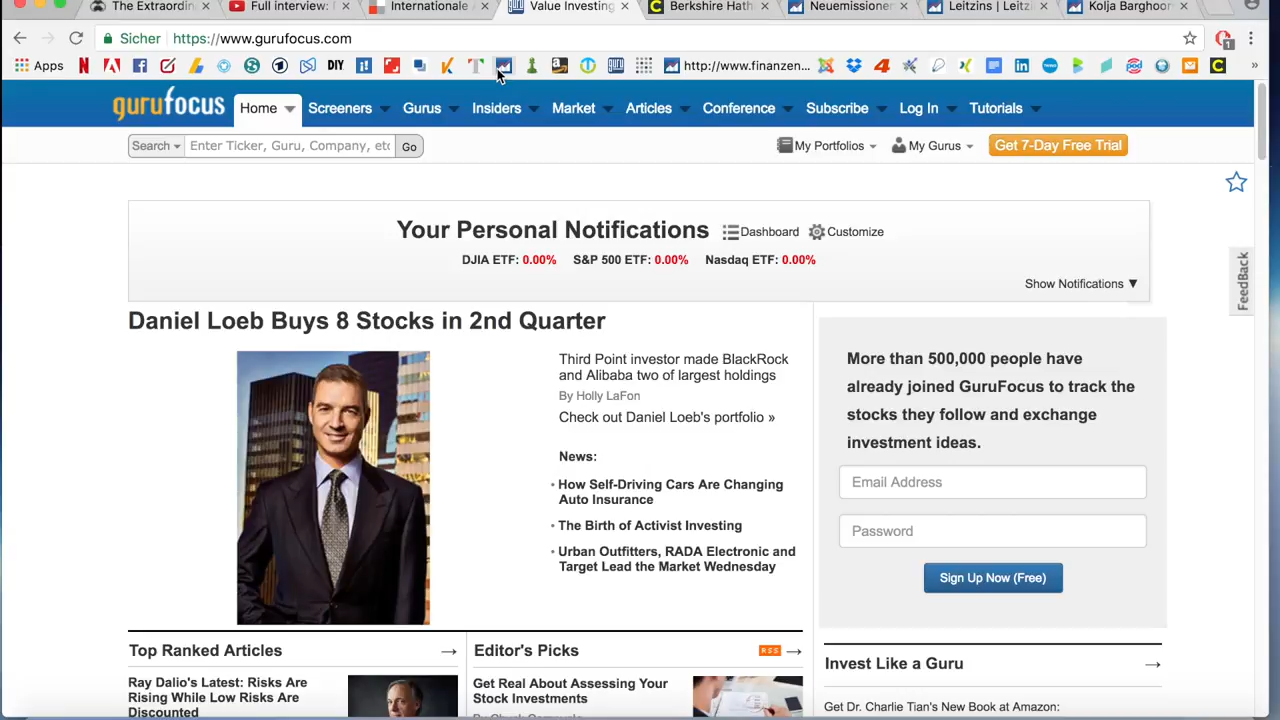 The Extraordin
Full interview: f
Internationale A
Value Investing
Berkshire Hath
Neuemissionen
Leitzins | Leitzi
Kolja Barghoorn
Sicher https://www.gurufocus.com
Apps
DIY
http://www.finanzen...
gurufocus
Home Screeners Gurus Insiders Market Articles Conference Subscribe Log In Tutorials
Search Enter Ticker, Guru, Company, etc Go
My Portfolios My Gurus Get 7-Day Free Trial
Your Personal Notifications Dashboard Customize
DJIA ETF: 0.00% S&P 500 ETF: 0.00% Nasdaq ETF: 0.00%
Show Notifications ▼
FeedBack
Daniel Loeb Buys 8 Stocks in 2nd Quarter
Third Point investor made BlackRock
and Alibaba two of largest holdings
By Holly LaFon
Check out Daniel Loeb's portfolio »
News:
• How Self-Driving Cars Are Changing
Auto Insurance
• The Birth of Activist Investing
• Urban Outfitters, RADA Electronic and
Target Lead the Market Wednesday
More than 500,000 people have
already joined GuruFocus to track the
stocks they follow and exchange
investment ideas.
Email Address
Password
Sign Up Now (Free)
Top Ranked Articles →
Ray Dalio's Latest: Risks Are
Rising While Low Risks Are
Discounted
Editor's Picks RSS →
Get Real About Assessing Your
Stock Investments
Invest Like a Guru →
Get Dr. Charlie Tian's New Book at Amazon: